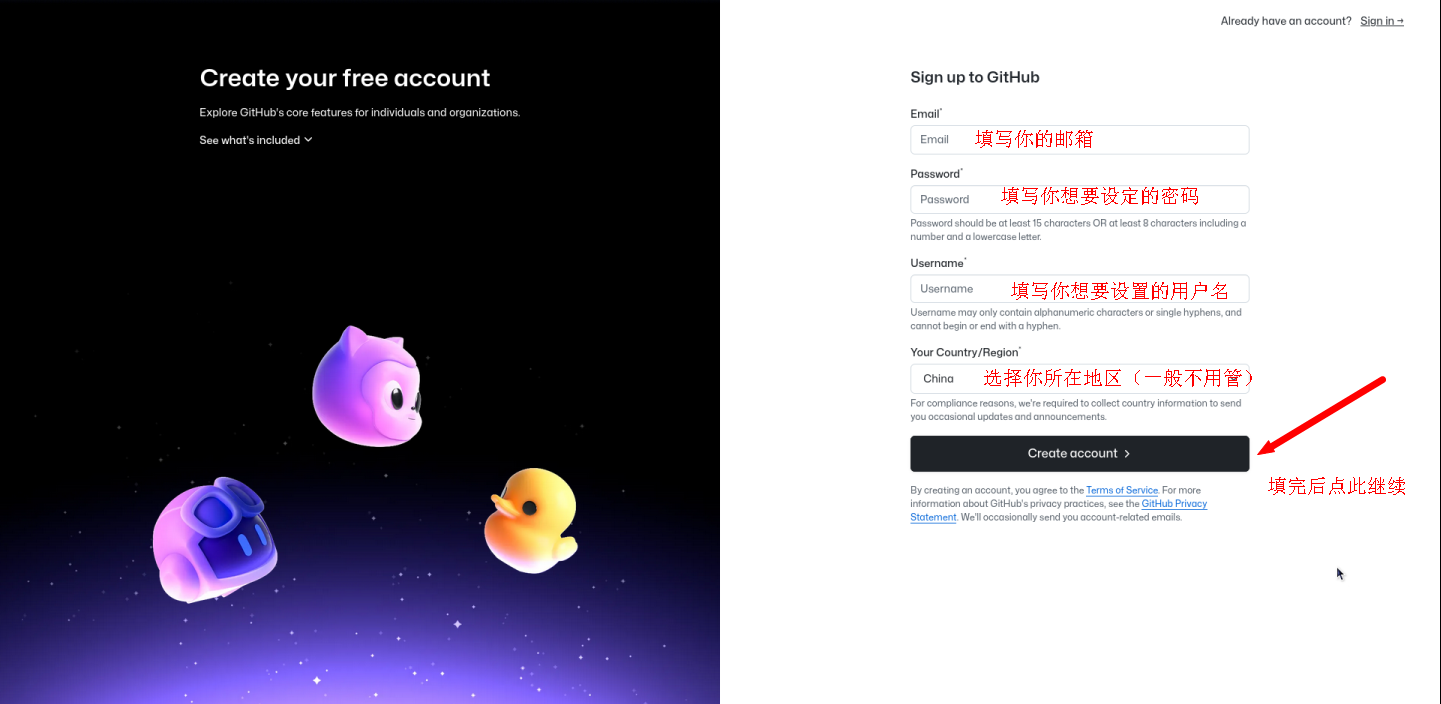 Already have an account? Sign in →
Create your free account
Explore GitHub's core features for individuals and organizations.
See what's included
Sign up to GitHub
Email*
Email 填写你的邮箱
Password*
Password 填写你想要设定的密码
Password should be at least 15 characters OR at least 8 characters including a
number and a lowercase letter.
Username*
Username 填写你想要设置的用户名
Username may only contain alphanumeric characters or single hyphens, and
cannot begin or end with a hyphen.
Your Country/Region*
China 选择你所在地区（一般不用管）
For compliance reasons, we're required to collect country information to send
you occasional updates and announcements.
Create account >
填完后点此继续
By creating an account, you agree to the Terms of Service. For more
information about GitHub's privacy practices, see the GitHub Privacy
Statement. We'll occasionally send you account-related emails.